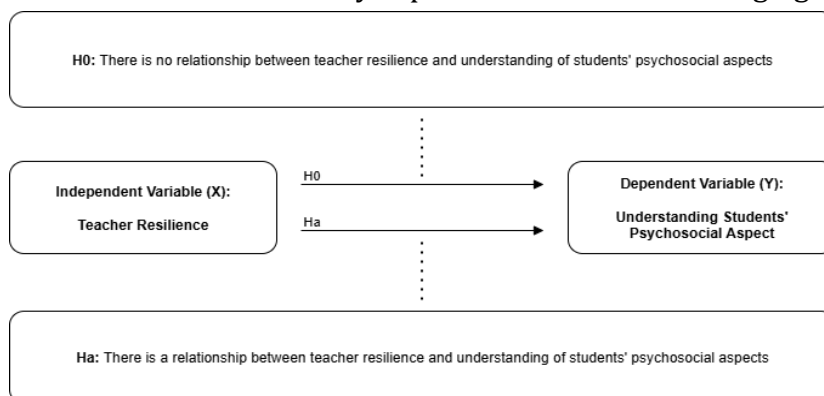 H0: There is no relationship between teacher resilience and understanding of students' psychosocial aspects
H0
Independent Variable (X):
Teacher Resilience
Dependent Variable (Y):
Understanding Students'
Psychosocial Aspect
Ha
Ha: There is a relationship between teacher resilience and understanding of students' psychosocial aspects